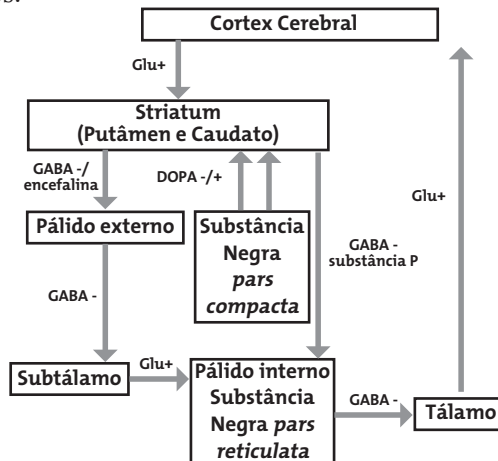 os.
Cortex Cerebral
Glu+
Striatum
(Putâmen e Caudato)
GABA -/
encefalina
DOPA -/+
Glu+
Pálido externo
Substância
Negra
pars
compacta
GABA -
substância P
GABA -
Subtálamo
Glu+
Pálido interno
Substância
Negra pars
reticulata
GABA -
Tálamo